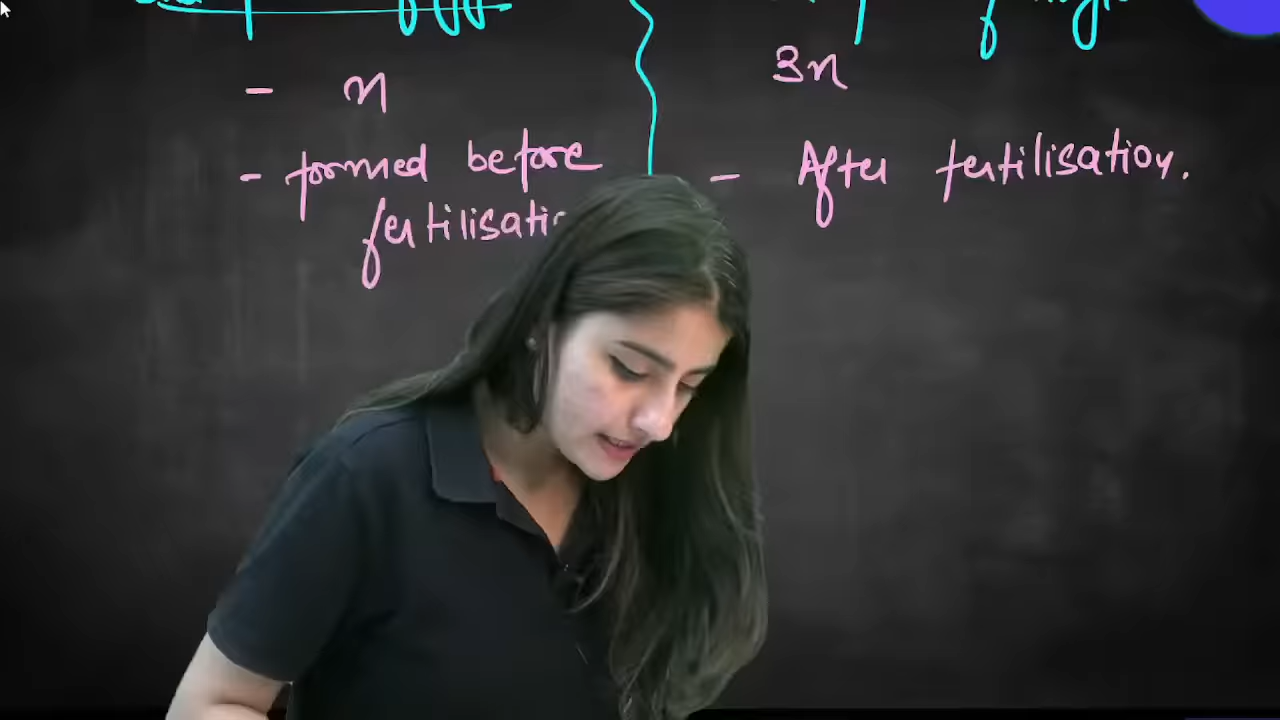 - n
3n
- formed before
fertilisatio
- After fertilisation.